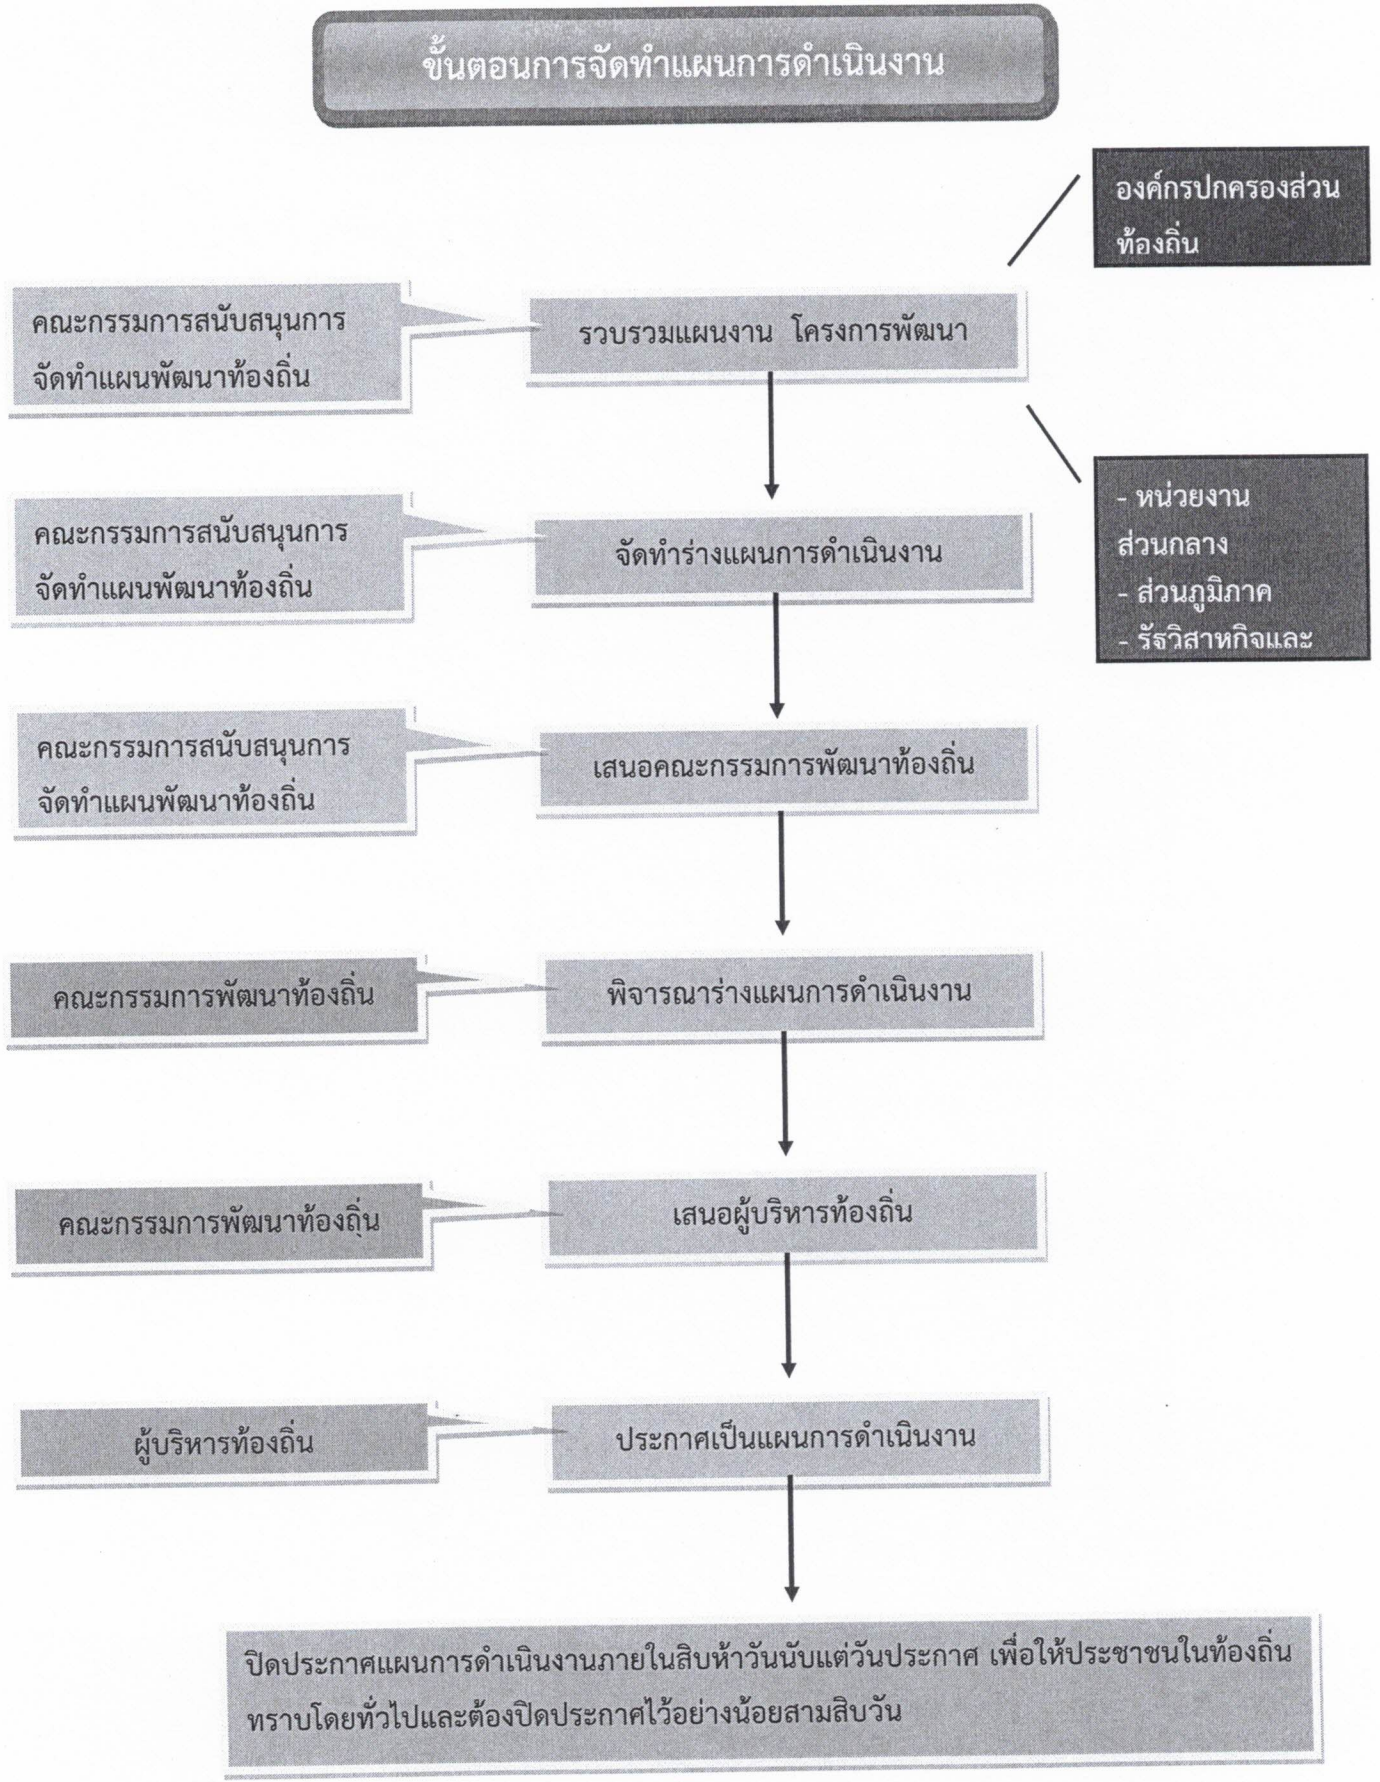 ขั้นตอนการจัดทำแผนการดำเนินงาน
องค์กรปกครองส่วน
ท้องถิ่น
คณะกรรมการสนับสนุนการ
จัดทำแผนพัฒนาท้องถิ่น
รวบรวมแผนงาน โครงการพัฒนา
- หน่วยงาน
ส่วนกลาง
- ส่วนภูมิภาค
- รัฐวิสาหกิจและ
คณะกรรมการสนับสนุนการ
จัดทำแผนพัฒนาท้องถิ่น
จัดทำร่างแผนการดำเนินงาน
คณะกรรมการสนับสนุนการ
จัดทำแผนพัฒนาท้องถิ่น
เสนอคณะกรรมการพัฒนาท้องถิ่น
คณะกรรมการพัฒนาท้องถิ่น
พิจารณาร่างแผนการดำเนินงาน
คณะกรรมการพัฒนาท้องถิ่น
เสนอผู้บริหารท้องถิ่น
ผู้บริหารท้องถิ่น
ประกาศเป็นแผนการดำเนินงาน
ปิดประกาศแผนการดำเนินงานภายในสิบห้าวันนับแต่วันประกาศ เพื่อให้ประชาชนในท้องถิ่น
ทราบโดยทั่วไปและต้องปิดประกาศไว้อย่างน้อยสามสิบวัน